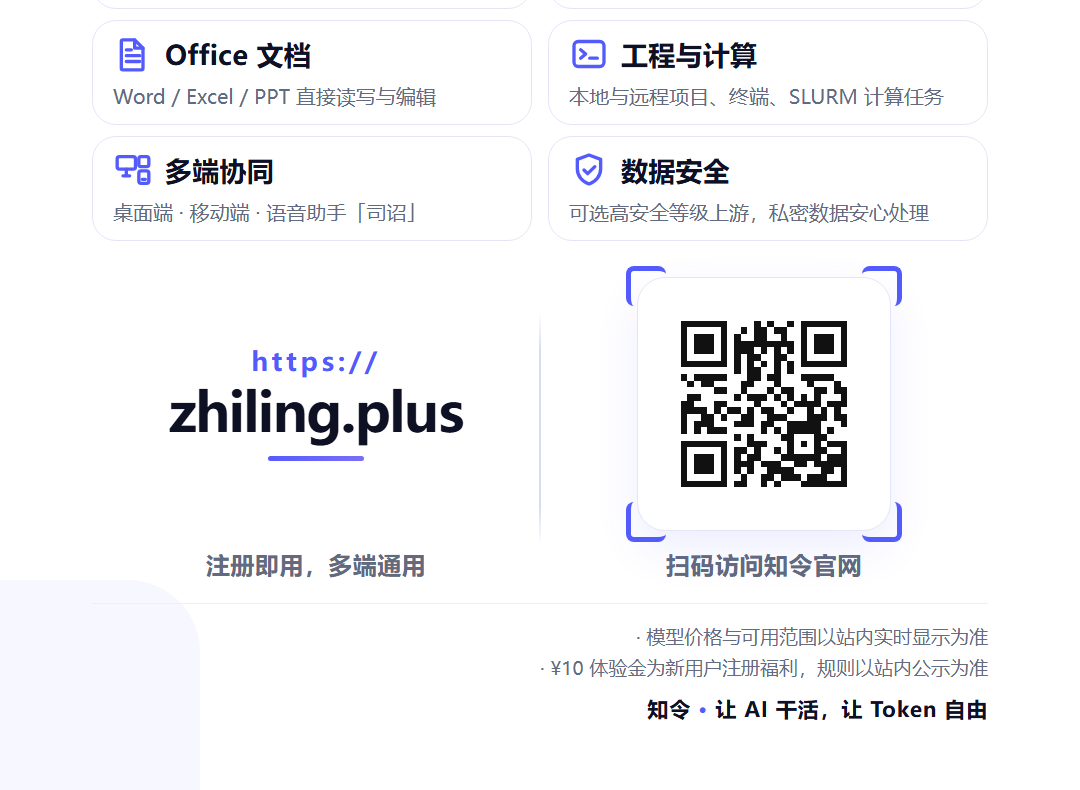 Office 文档
Word / Excel / PPT 直接读写与编辑
工程与计算
本地与远程项目、终端、SLURM 计算任务
多端协同
桌面端 · 移动端 · 语音助手「司诏」
数据安全
可选高安全等级上游，私密数据安心处理
https://
zhiling.plus
注册即用，多端通用
扫码访问知令官网
· 模型价格与可用范围以站内实时显示为准
· ¥10 体验金为新用户注册福利，规则以站内公示为准
知令 • 让 AI 干活，让 Token 自由